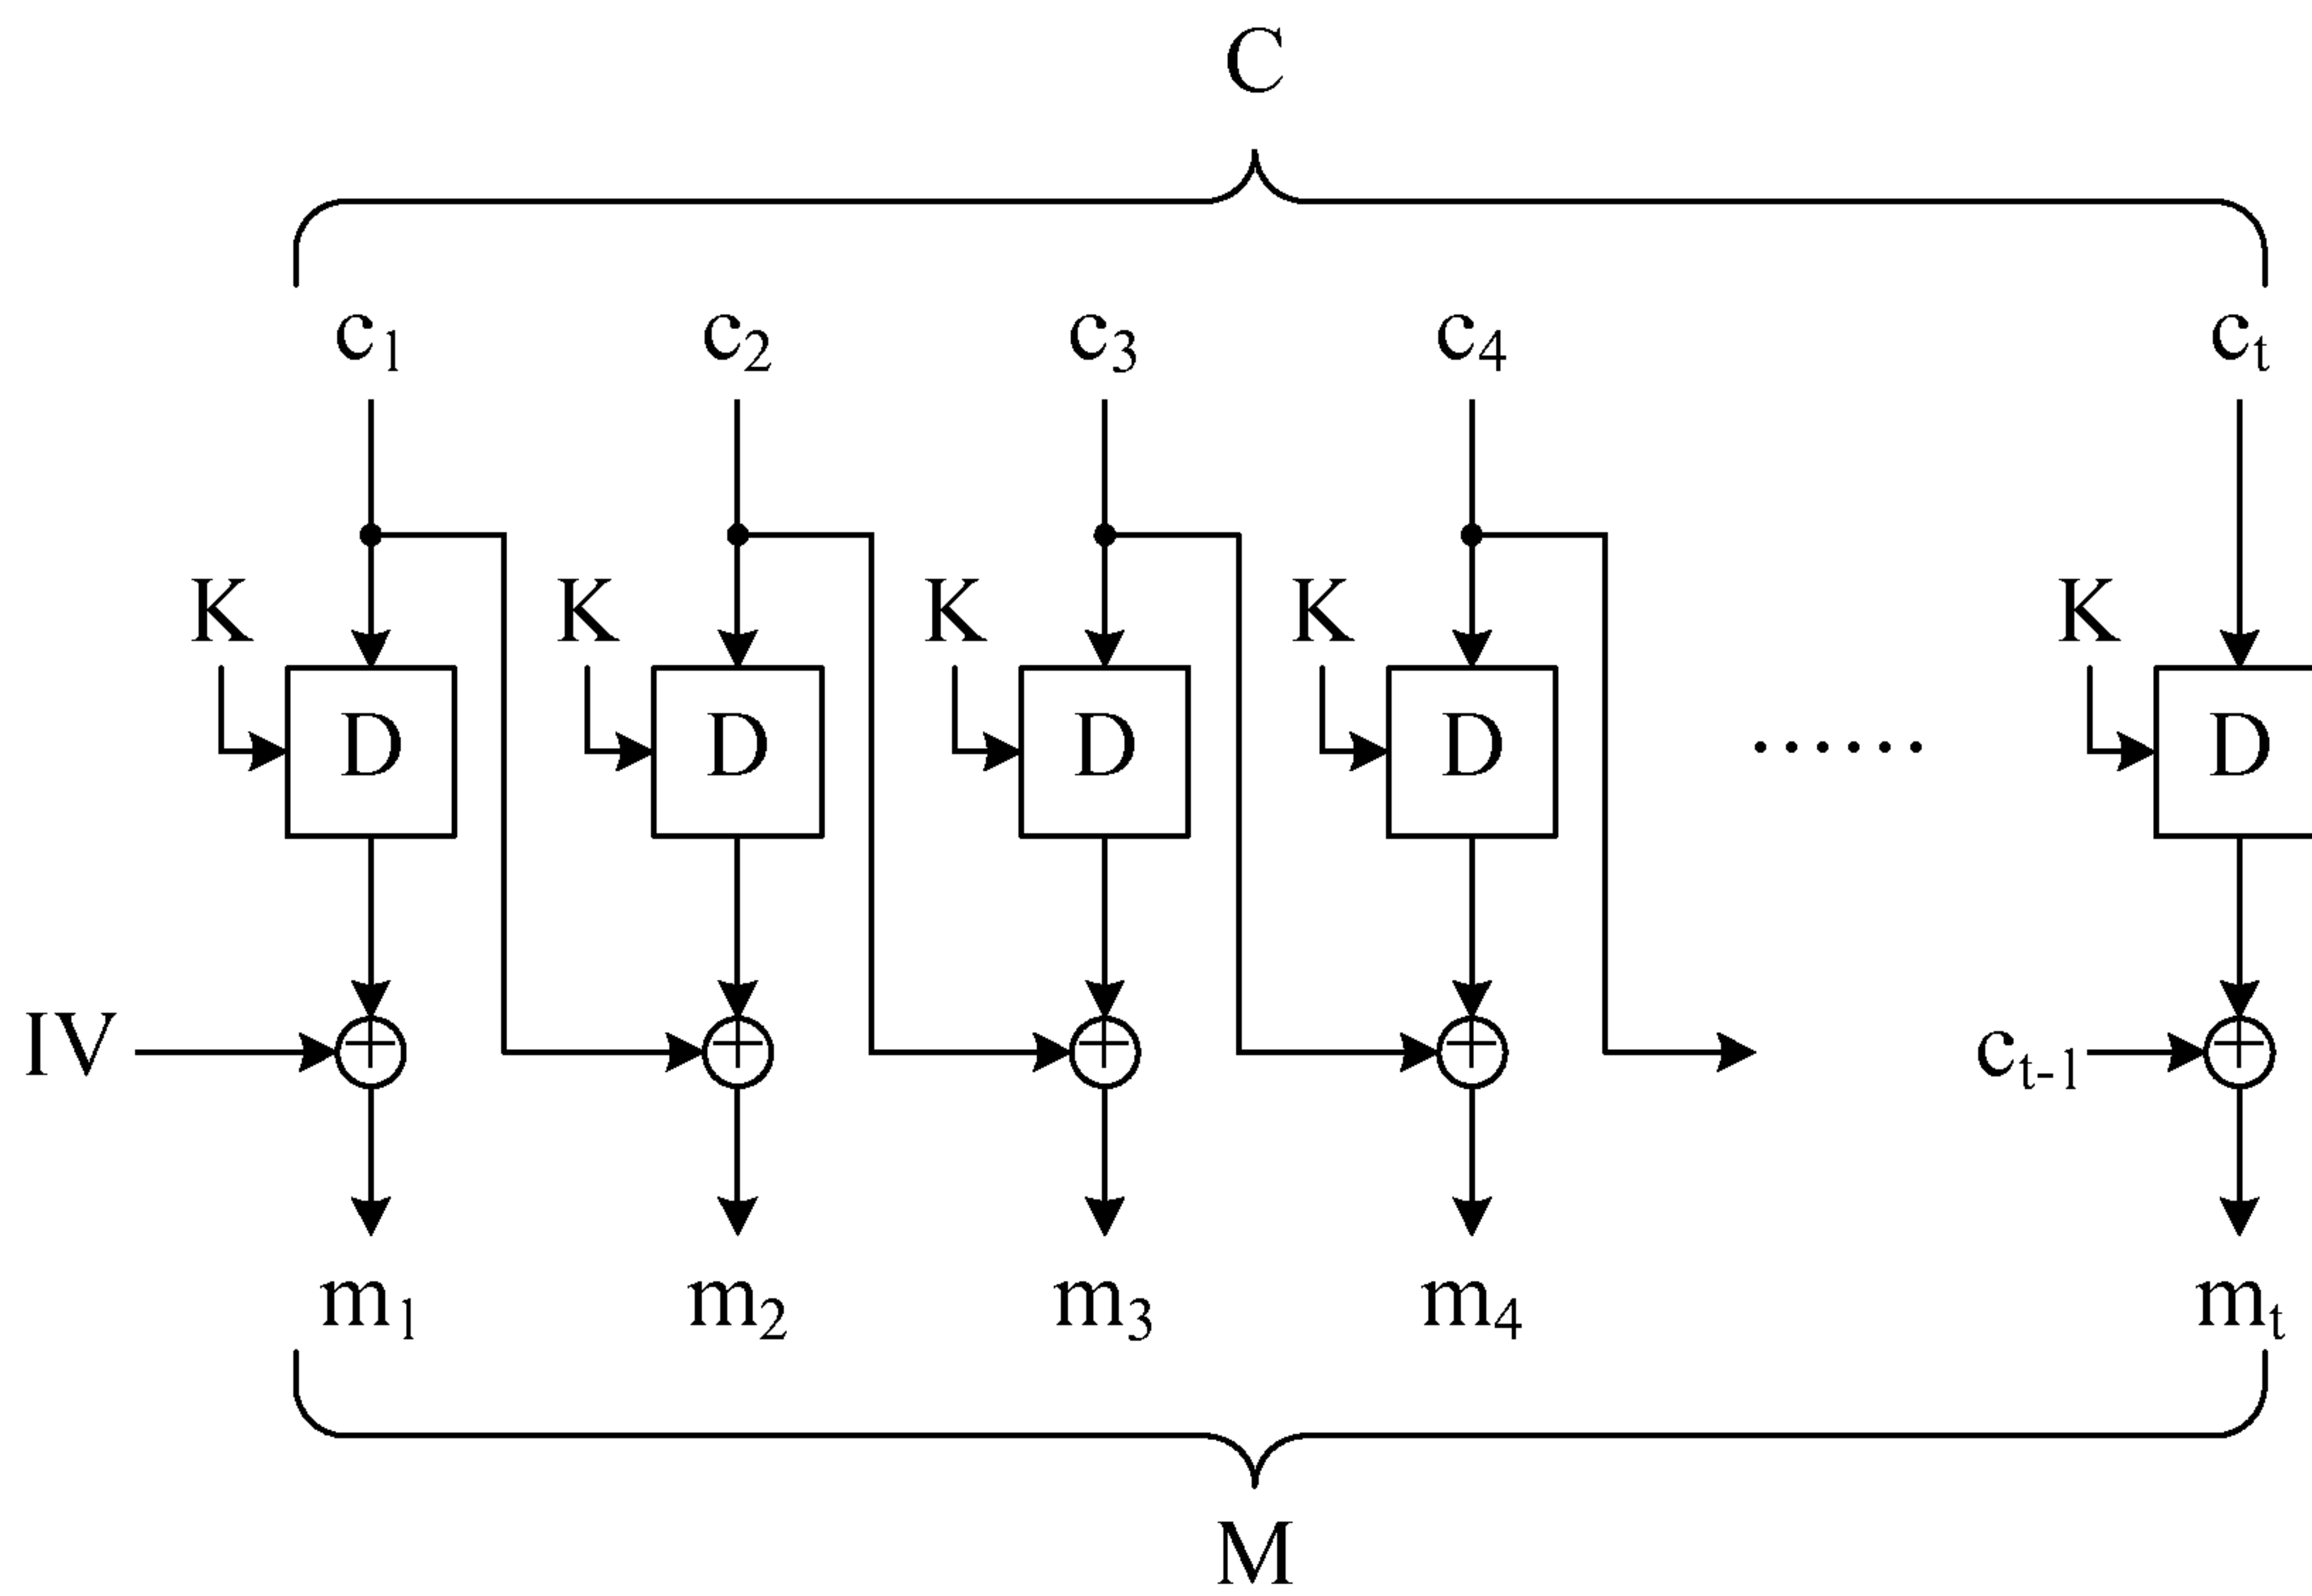 C
c₁ c₂ c₃ c₄ cₜ
K K K K K
D D D D ...... D
IV cₜ₋₁
m₁ m₂ m₃ m₄ mₜ
M